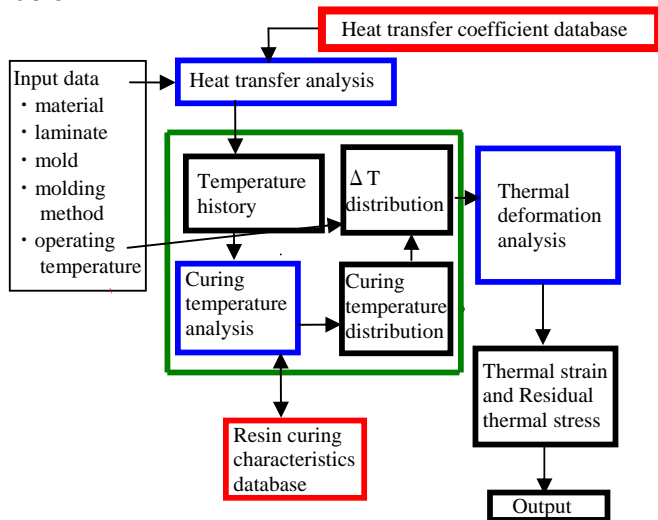 Heat transfer coefficient database
Input data
・material
・laminate
・mold
・molding
method
・operating
temperature
Heat transfer analysis
Temperature
history
Δ T
distribution
Thermal
deformation
analysis
Curing
temperature
analysis
Curing
temperature
distribution
Thermal strain
and Residual
thermal stress
Resin curing
characteristics
database
Output